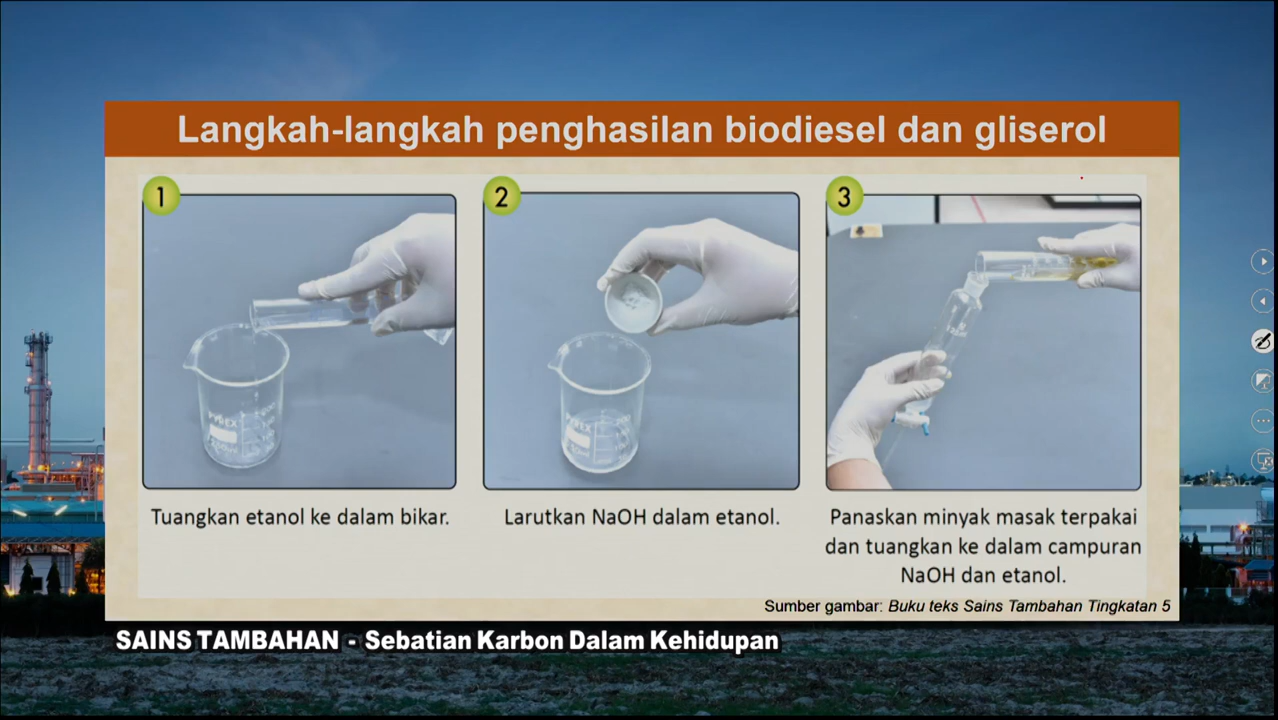 Langkah-langkah penghasilan biodiesel dan gliserol
1
2
3
PYREX
PYREX
Tuangkan etanol ke dalam bikar.
Larutkan NaOH dalam etanol.
Panaskan minyak masak terpakai
dan tuangkan ke dalam campuran
NaOH dan etanol.
Sumber gambar: Buku teks Sains Tambahan Tingkatan 5
SAINS TAMBAHAN - Sebatian Karbon Dalam Kehidupan